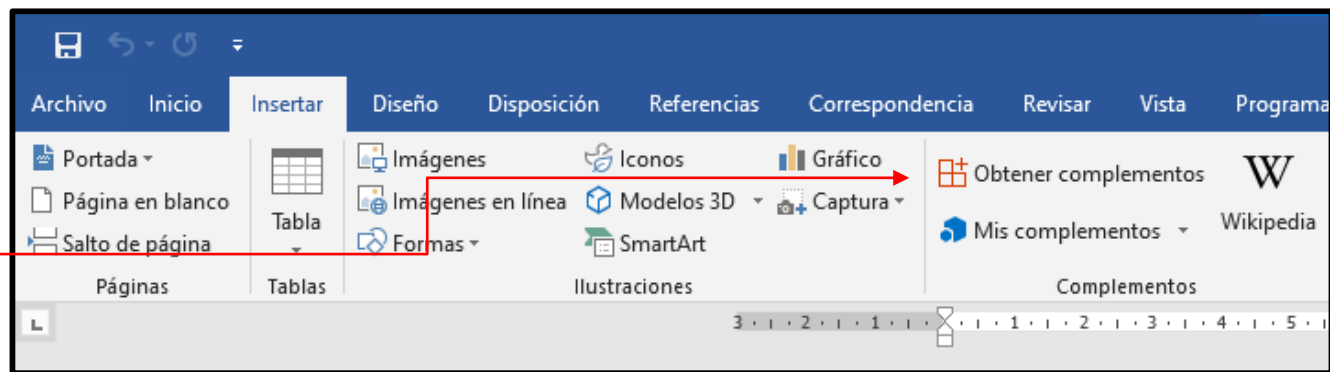 Archivo Inicio Insertar Diseño Disposición Referencias Correspondencia Revisar Vista Programa
Portada
Página en blanco
Salto de página
Páginas
Tabla
Tablas
Imágenes
Imágenes en línea
Formas
Iconos
Modelos 3D
SmartArt
Gráfico
Captura
Ilustraciones
Obtener complementos
Mis complementos
W
Wikipedia
Complementos
L
3 2 1 1 2 3 4 5